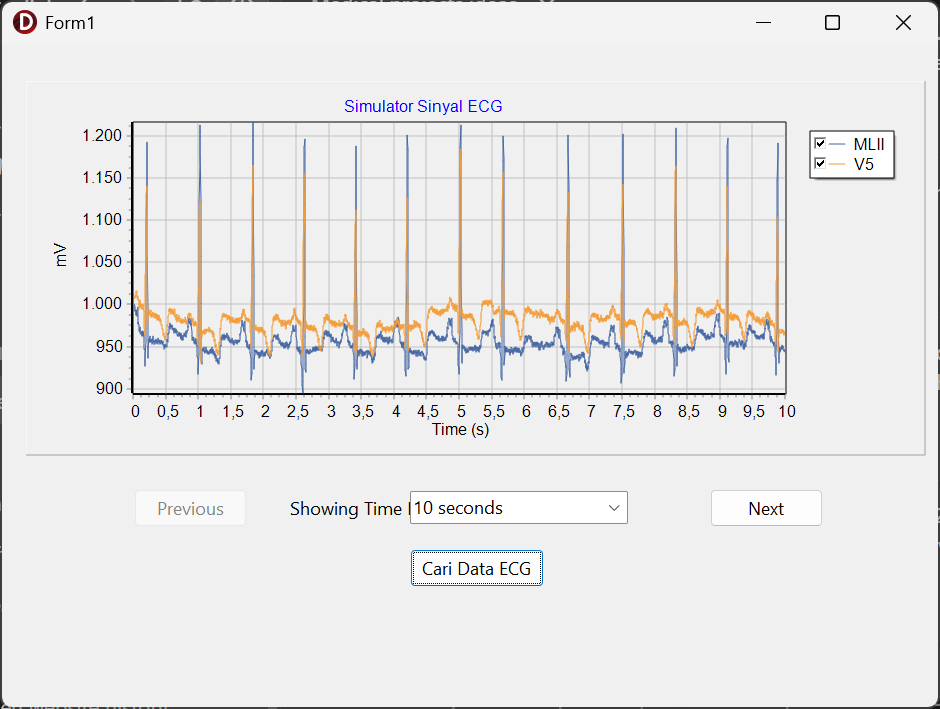 Form1
Simulator Sinyal ECG
1.200
1.150
1.100
1.050
1.000
950
900
mV
0 0,5 1 1,5 2 2,5 3 3,5 4 4,5 5 5,5 6 6,5 7 7,5 8 8,5 9 9,5 10
Time (s)
MLII
V5
Previous
Showing Time
10 seconds
Next
Cari Data ECG